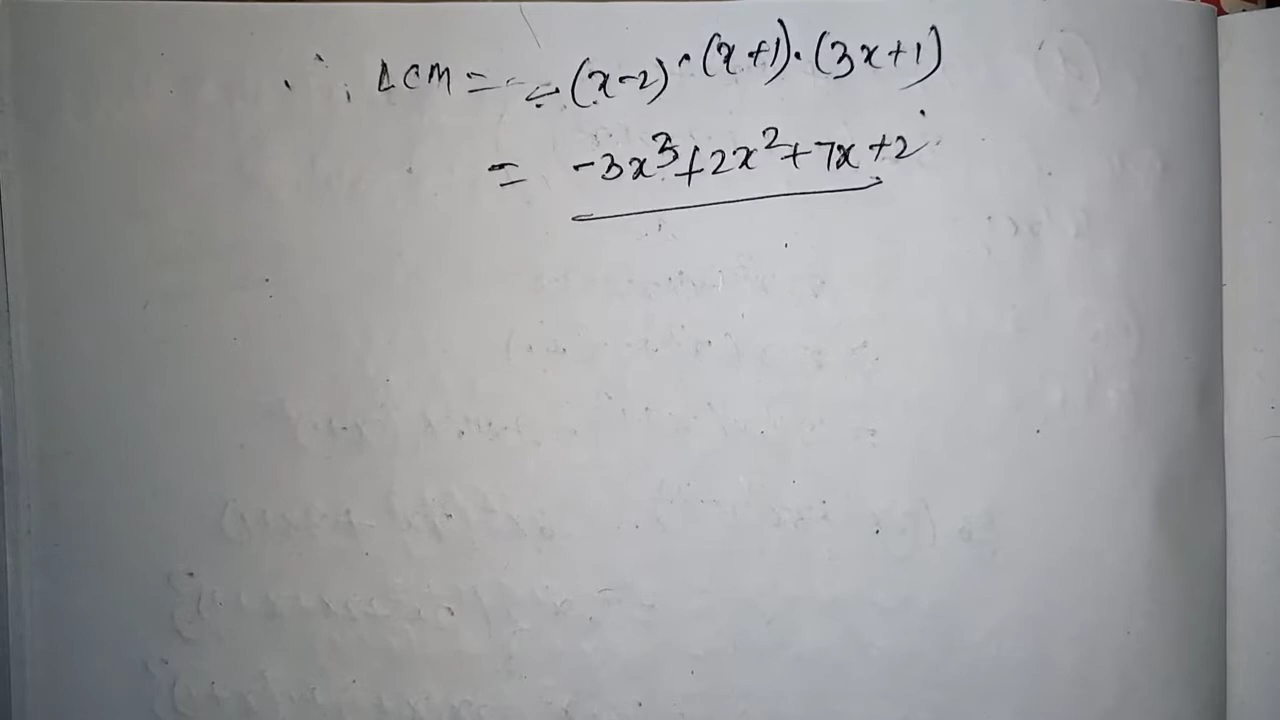 ∴ LCM = -(x-2)·(x+1)·(3x+1)
= -3x³+2x²+7x+2